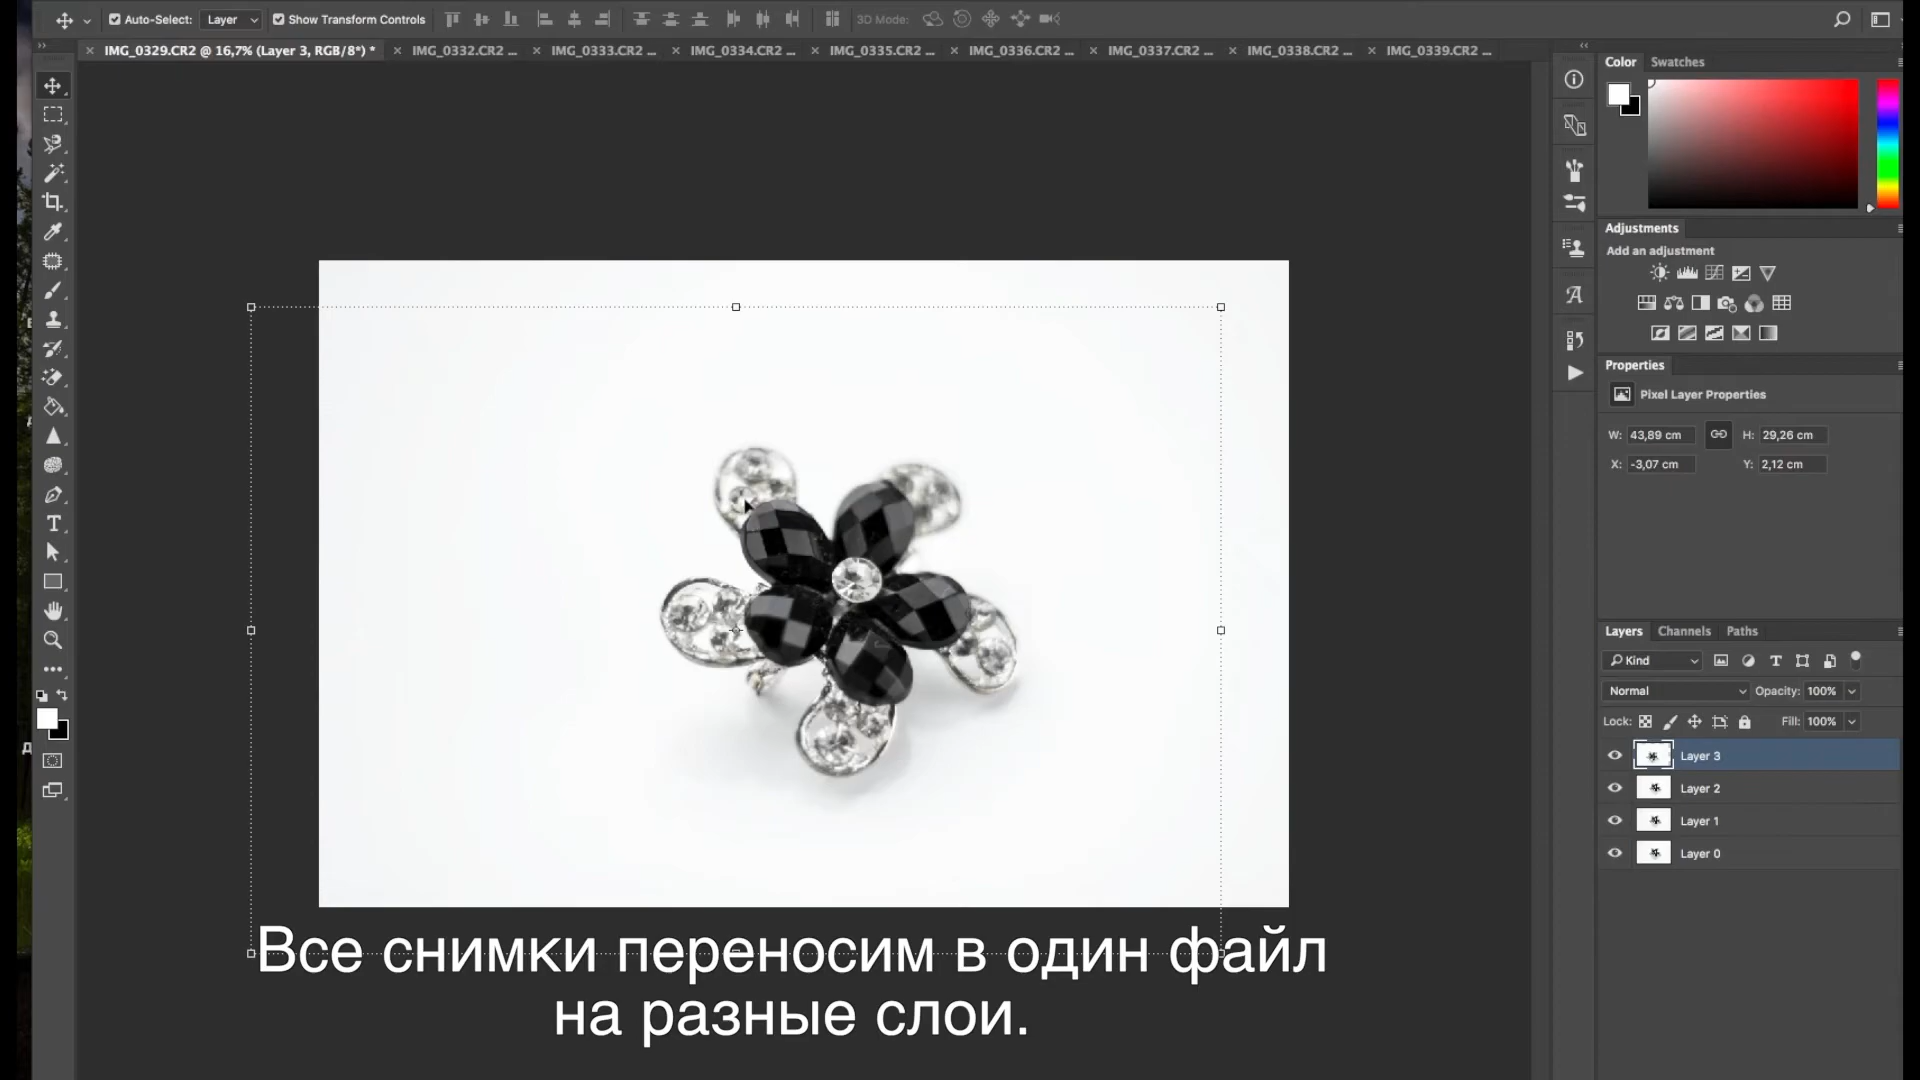 Auto-Select: Layer Show Transform Controls 3D Mode:
IMG_0329.CR2 @ 16,7% (Layer 3, RGB/8*) * IMG_0332.CR2 ... IMG_0333.CR2 ... IMG_0334.CR2 ... IMG_0335.CR2 ... IMG_0336.CR2 ... IMG_0337.CR2 ... IMG_0338.CR2 ... IMG_0339.CR2 ...
Color Swatches
Adjustments
Add an adjustment
Properties
Pixel Layer Properties
W: 43,89 cm H: 29,26 cm
X: -3,07 cm Y: 2,12 cm
Layers Channels Paths
Kind
Normal Opacity: 100%
Lock: Fill: 100%
Layer 3
Layer 2
Layer 1
Layer 0
Все снимки переносим в один файл
на разные слои.